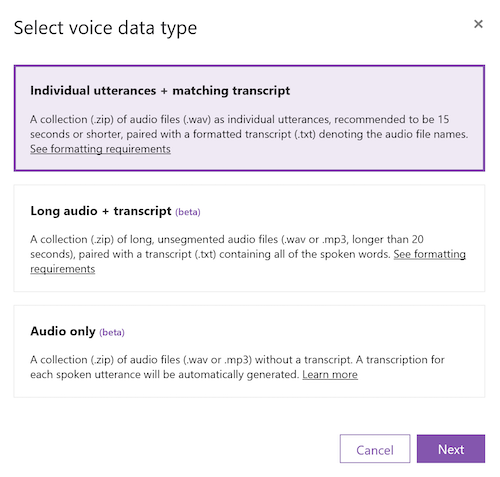 Select voice data type
×
Individual utterances + matching transcript
A collection (.zip) of audio files (.wav) as individual utterances, recommended to be 15
seconds or shorter, paired with a formatted transcript (.txt) denoting the audio file names.
See formatting requirements
Long audio + transcript (beta)
A collection (.zip) of long, unsegmented audio files (.wav or .mp3, longer than 20
seconds), paired with a transcript (.txt) containing all of the spoken words. See formatting
requirements
Audio only (beta)
A collection (.zip) of audio files (.wav or .mp3) without a transcript. A transcription for
each spoken utterance will be automatically generated. Learn more
Cancel
Next